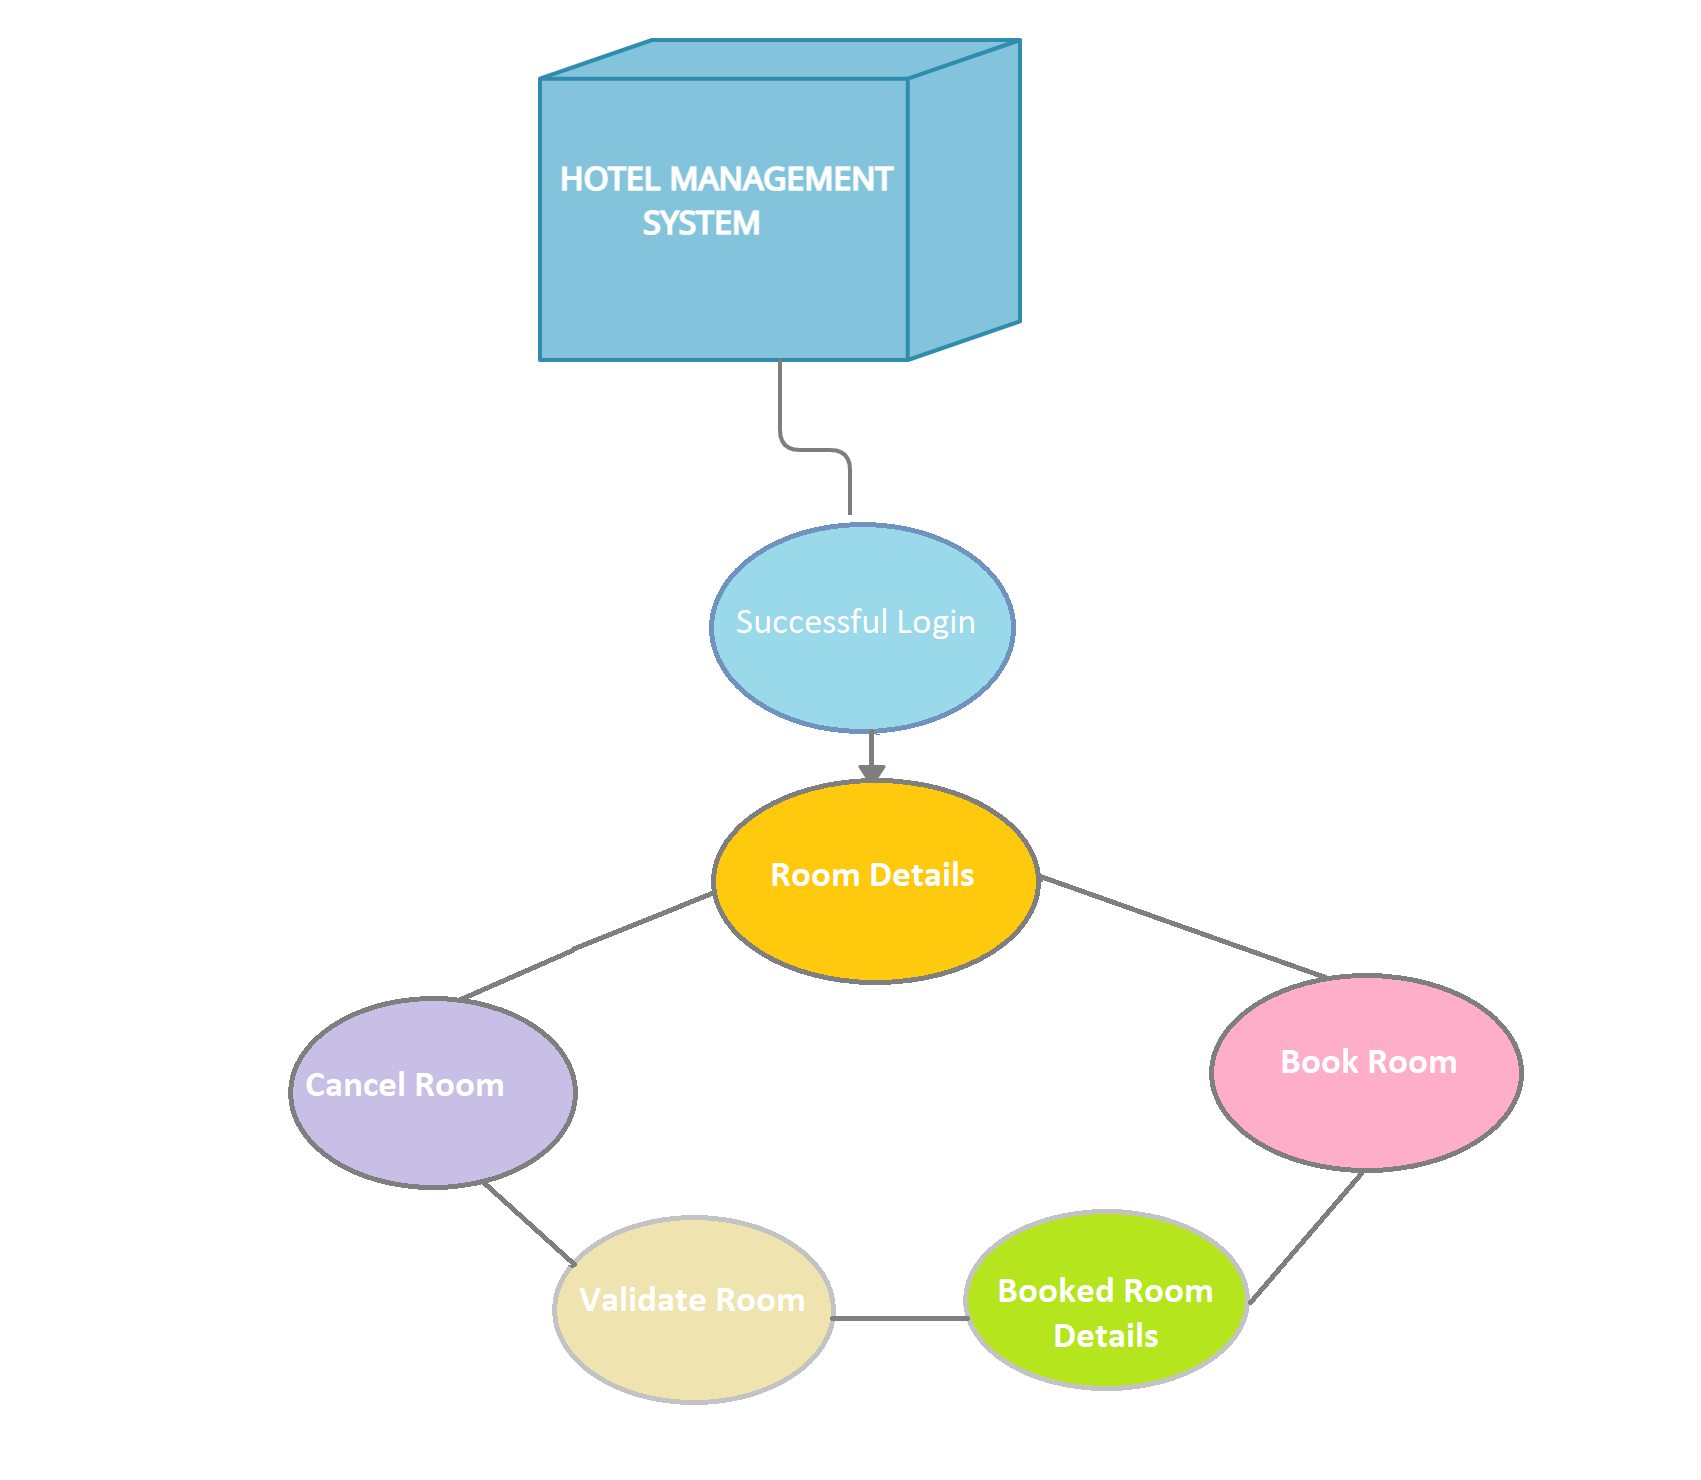 HOTEL MANAGEMENT
SYSTEM
Successful Login
Room Details
Cancel Room
Book Room
Validate Room
Booked Room
Details